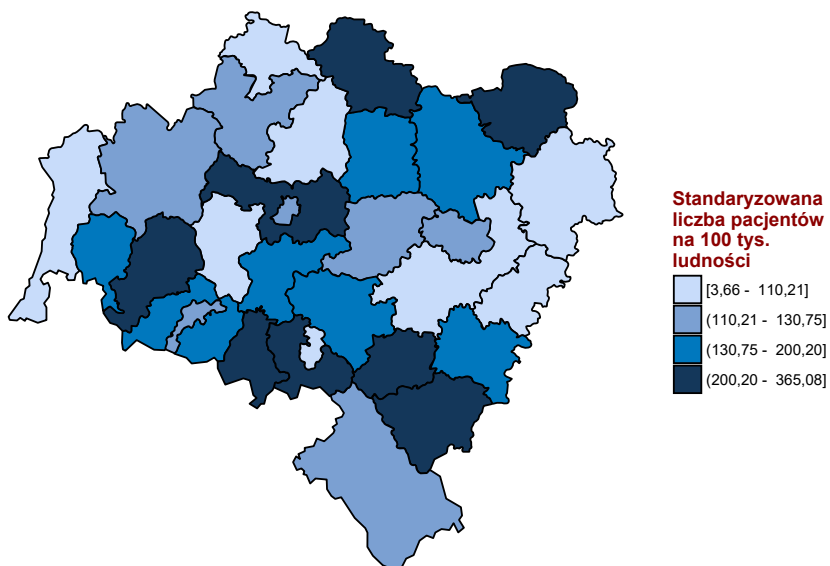 Standaryzowana
liczba pacjentów
na 100 tys.
ludności
[3,66 - 110,21]
(110,21 - 130,75]
(130,75 - 200,20]
(200,20 - 365,08]